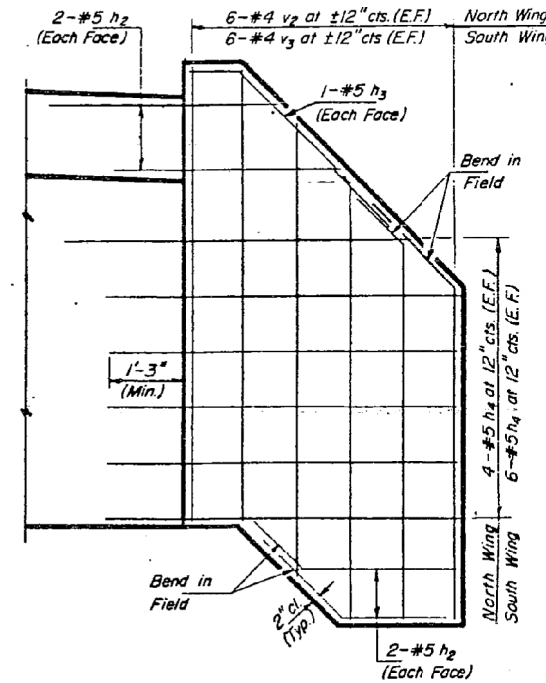 2-#5 h2
(Each Face)
6-#4 v2 at ±12" cts. (E.F.)
North Wing
6-#4 v3 at ±12" cts (E.F.)
South Wing
1-#5 h3
(Each Face)
Bend in
Field
4-#5 h4 at 12" cts. (E.F.)
6-#5 h4, at 12" cts. (E.F.)
1'-3"
(Min.)
Bend in
Field
2" cl.
(Typ.)
North Wing
South Wing
2-#5 h2
(Each Face)